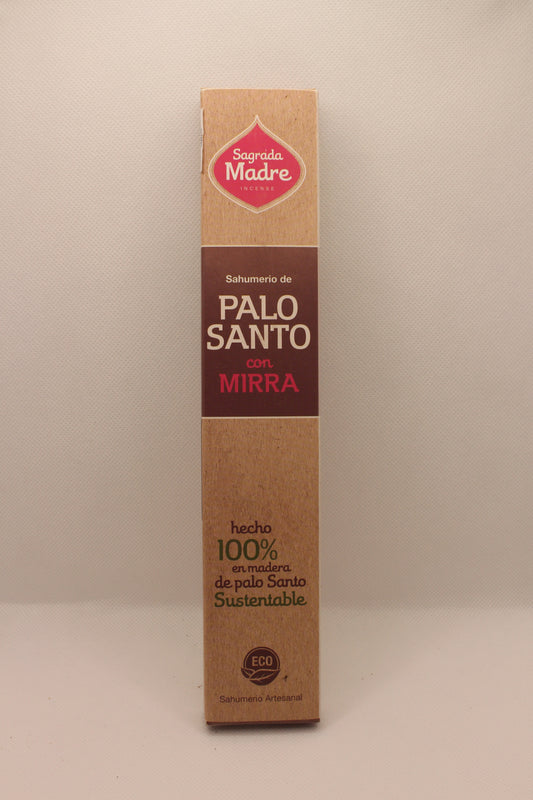 Sagrada
Madre
INCENSE
Sahumerio de
PALO
SANTO
con
MIRRA
hecho
100%
en madera
de palo Santo
Sustentable
ECO
Sahumerio Artesanal